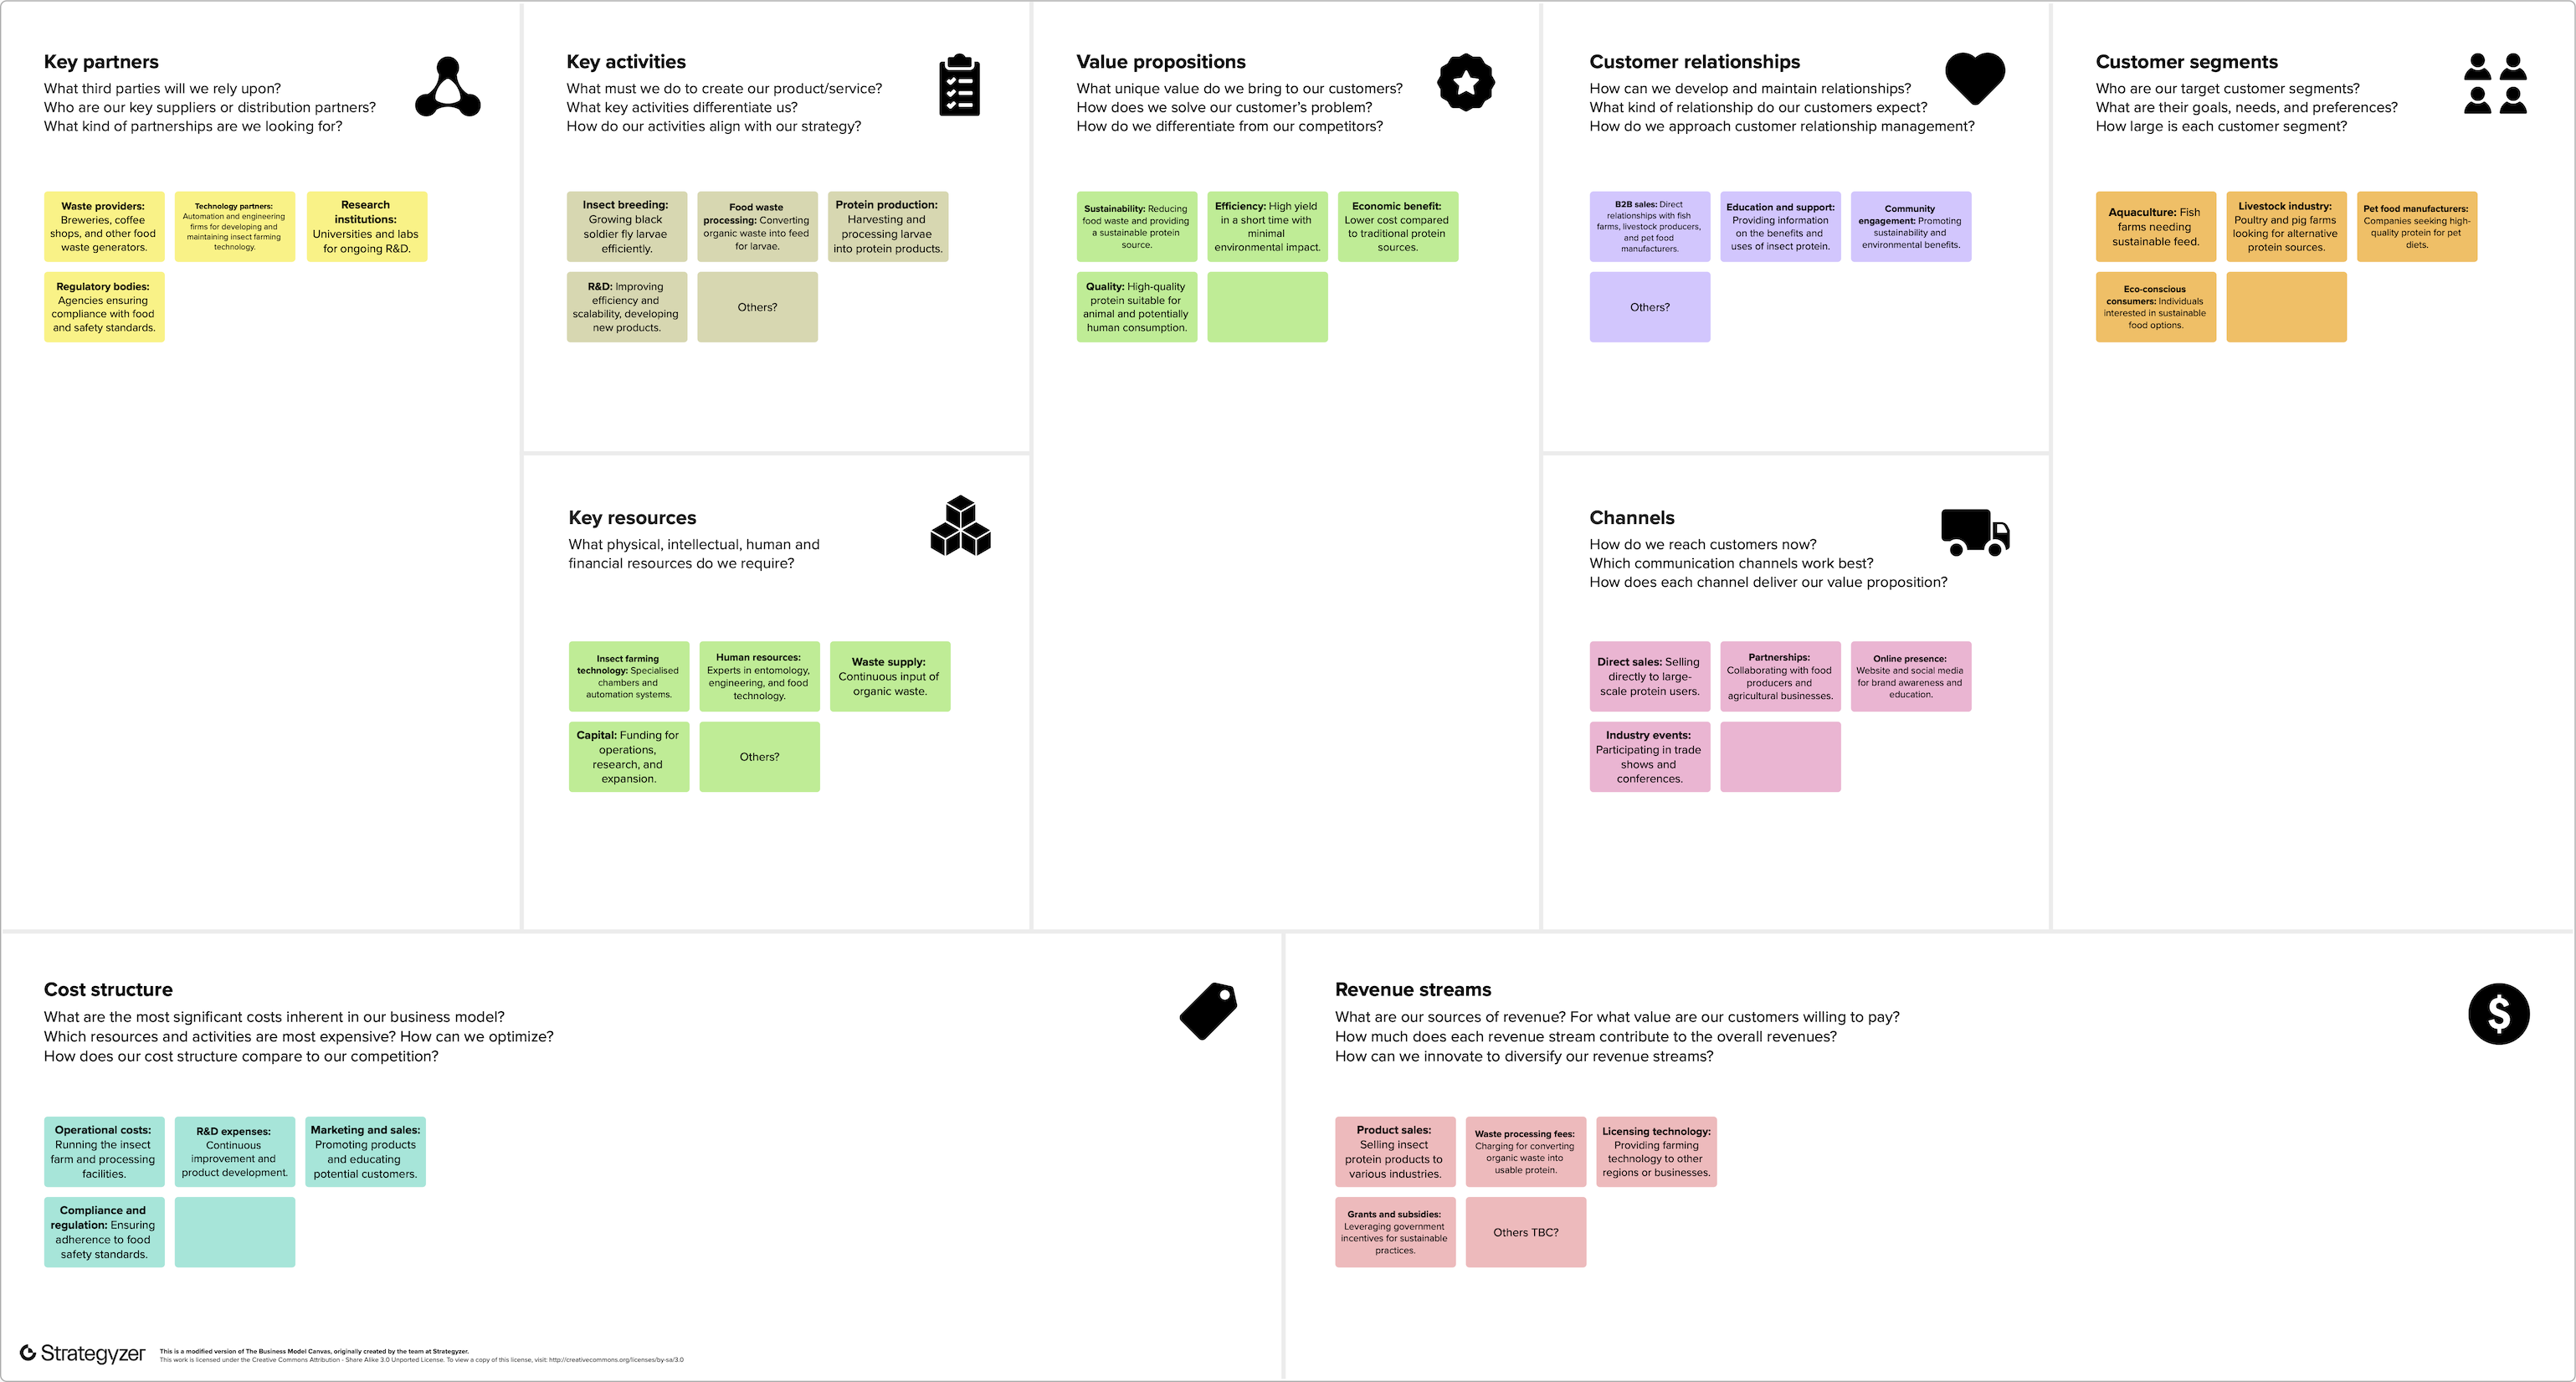 Key partners
What third parties will we rely upon?
Who are our key suppliers or distribution partners?
What kind of partnerships are we looking for?
Waste providers:
Breweries, coffee
shops, and other food
waste generators.
Technology partners:
Automation and engineering
firms for developing and
maintaining insect farming
technology.
Research
institutions:
Universities and labs
for ongoing R&D.
Regulatory bodies:
Agencies ensuring
compliance with food
and safety standards.
Key activities
What must we do to create our product/service?
What key activities differentiate us?
How do our activities align with our strategy?
Insect breeding:
Growing black
soldier fly larvae
efficiently.
Food waste
processing: Converting
organic waste into feed
for larvae.
Protein production:
Harvesting and
processing larvae
into protein products.
R&D: Improving
efficiency and
scalability, developing
new products.
Others?
Key resources
What physical, intellectual, human and
financial resources do we require?
Insect farming
technology: Specialised
chambers and
automation systems.
Human resources:
Experts in entomology,
engineering, and food
technology.
Waste supply:
Continuous input of
organic waste.
Capital: Funding for
operations,
research, and
expansion.
Others?
Value propositions
What unique value do we bring to our customers?
How does we solve our customer's problem?
How do we differentiate from our competitors?
Sustainability: Reducing
food waste and providing
a sustainable protein
source.
Efficiency: High yield
in a short time with
minimal
environmental impact.
Economic benefit:
Lower cost compared
to traditional protein
sources.
Quality: High-quality
protein suitable for
animal and potentially
human consumption.
Customer relationships
How can we develop and maintain relationships?
What kind of relationship do our customers expect?
How do we approach customer relationship management?
B2B sales: Direct
relationships with fish
farms, livestock producers,
and pet food
manufacturers.
Education and support:
Providing information
on the benefits and
uses of insect protein.
Community
engagement: Promoting
sustainability and
environmental benefits.
Others?
Channels
How do we reach customers now?
Which communication channels work best?
How does each channel deliver our value proposition?
Direct sales: Selling
directly to large-
scale protein users.
Partnerships:
Collaborating with food
producers and
agricultural businesses.
Online presence:
Website and social media
for brand awareness and
education.
Industry events:
Participating in trade
shows and
conferences.
Customer segments
Who are our target customer segments?
What are their goals, needs, and preferences?
How large is each customer segment?
Aquaculture: Fish
farms needing
sustainable feed.
Livestock industry:
Poultry and pig farms
looking for alternative
protein sources.
Pet food manufacturers:
Companies seeking high-
quality protein for pet
diets.
Eco-conscious
consumers: Individuals
interested in sustainable
food options.
Cost structure
What are the most significant costs inherent in our business model?
Which resources and activities are most expensive? How can we optimize?
How does our cost structure compare to our competition?
Operational costs:
Running the insect
farm and processing
facilities.
R&D expenses:
Continuous
improvement and
product development.
Marketing and sales:
Promoting products
and educating
potential customers.
Compliance and
regulation: Ensuring
adherence to food
safety standards.
Revenue streams
What are our sources of revenue? For what value are our customers willing to pay?
How much does each revenue stream contribute to the overall revenues?
How can we innovate to diversify our revenue streams?
Product sales:
Selling insect
protein products to
various industries.
Waste processing fees:
Charging for converting
organic waste into
usable protein.
Licensing technology:
Providing farming
technology to other
regions or businesses.
Grants and subsidies:
Leveraging government
incentives for sustainable
practices.
Others TBC?
$
Strategyzer
This is a modified version of The Business Model Canvas, originally created by the team at Strategyzer.
This work is licensed under the Creative Commons Attribution - Share Alike 3.0 Unported License. To view a copy of this license, visit: http://creativecommons.org/licenses/by-sa/3.0